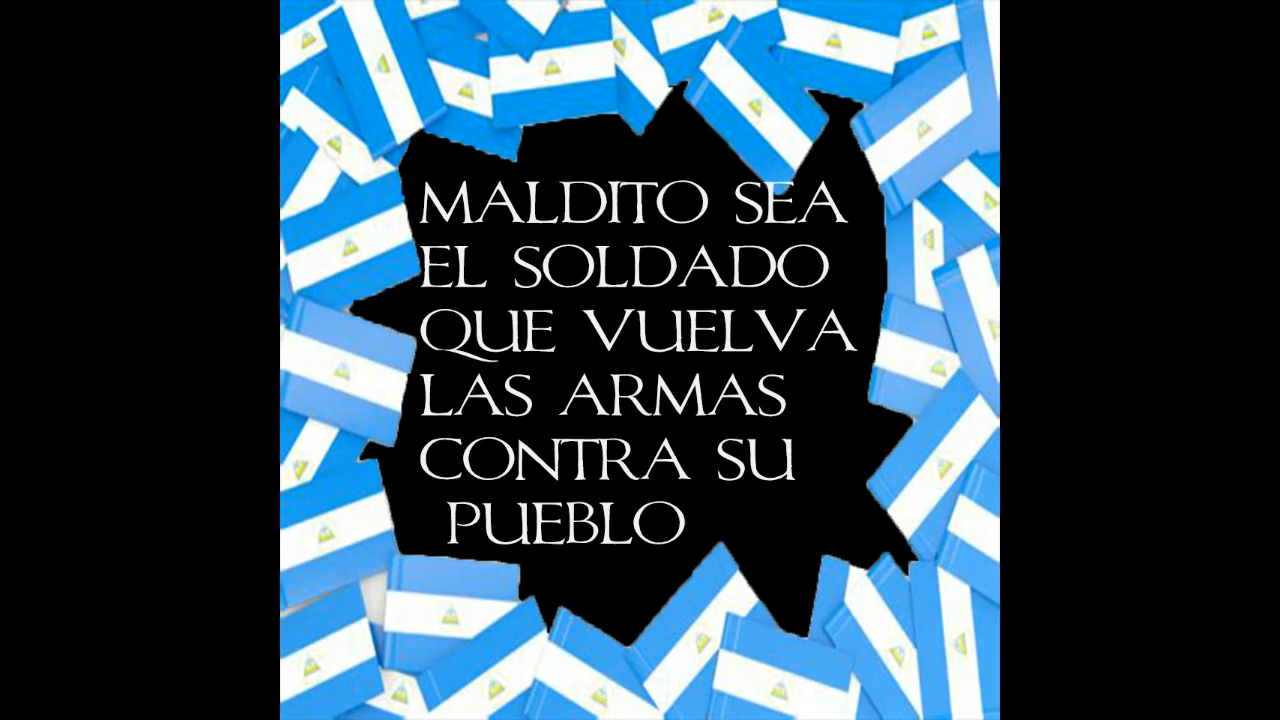 MALDITO SEA
EL SOLDADO
QUE VUELVA
LAS ARMAS
CONTRA SU
PUEBLO